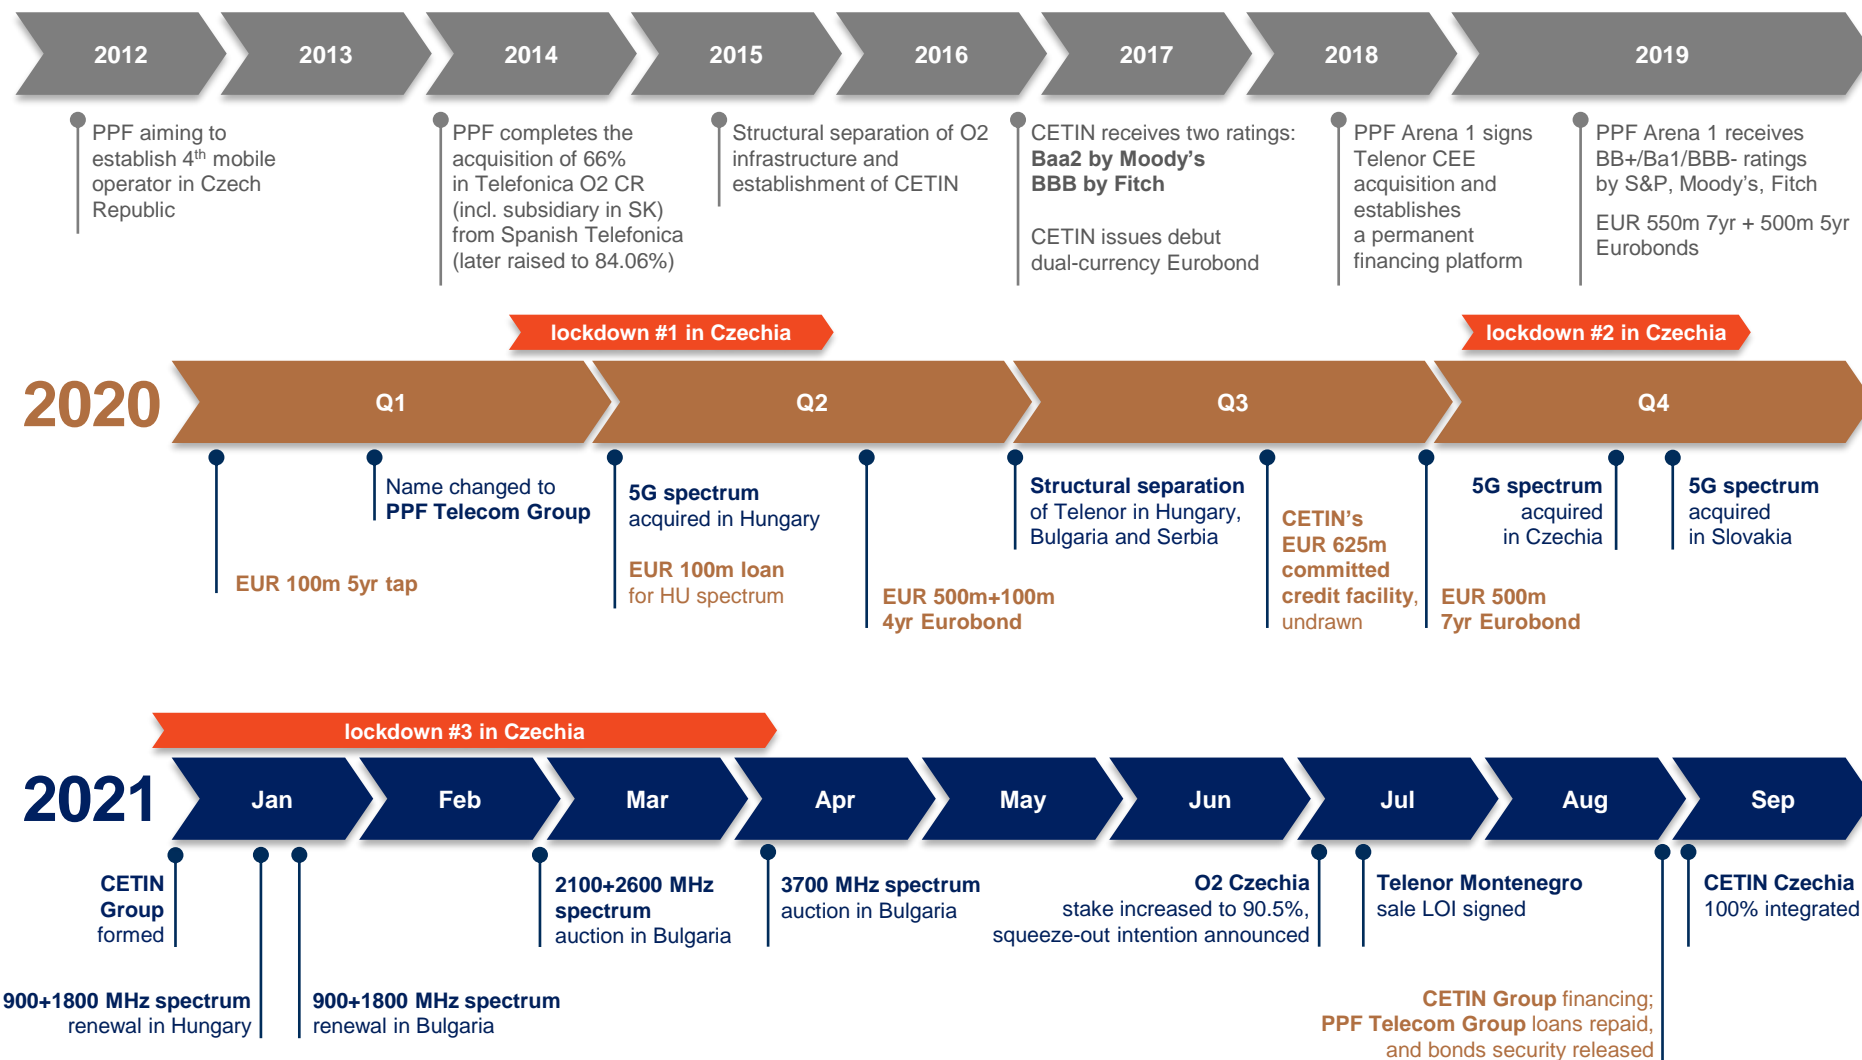 2012
2013
2014
2015
2016
2017
2018
2019
PPF aiming to
establish 4th mobile
operator in Czech
Republic
PPF completes the
acquisition of 66%
in Telefonica O2 CR
(incl. subsidiary in SK)
from Spanish Telefonica
(later raised to 84.06%)
Structural separation of O2
infrastructure and
establishment of CETIN
CETIN receives two ratings:
Baa2 by Moody's
BBB by Fitch
CETIN issues debut
dual-currency Eurobond
PPF Arena 1 signs
Telenor CEE
acquisition and
establishes
a permanent
financing platform
PPF Arena 1 receives
BB+/Ba1/BBB- ratings
by S&P, Moody's, Fitch
EUR 550m 7yr + 500m 5yr
Eurobonds
lockdown #1 in Czechia
lockdown #2 in Czechia
2020
Q1
Q2
Q3
Q4
EUR 100m 5yr tap
Name changed to
PPF Telecom Group
5G spectrum
acquired in Hungary
EUR 100m loan
for HU spectrum
EUR 500m+100m
4yr Eurobond
Structural separation
of Telenor in Hungary,
Bulgaria and Serbia
CETIN's
EUR 625m
committed
credit facility,
undrawn
EUR 500m
7yr Eurobond
5G spectrum
acquired
in Czechia
5G spectrum
acquired
in Slovakia
lockdown #3 in Czechia
2021
Jan
Feb
Mar
Apr
May
Jun
Jul
Aug
Sep
CETIN
Group
formed
900+1800 MHz spectrum
renewal in Hungary
900+1800 MHz spectrum
renewal in Bulgaria
2100+2600 MHz
spectrum
auction in Bulgaria
3700 MHz spectrum
auction in Bulgaria
O2 Czechia
stake increased to 90.5%,
squeeze-out intention announced
Telenor Montenegro
sale LOI signed
CETIN Group financing;
PPF Telecom Group loans repaid,
and bonds security released
CETIN Czechia
100% integrated